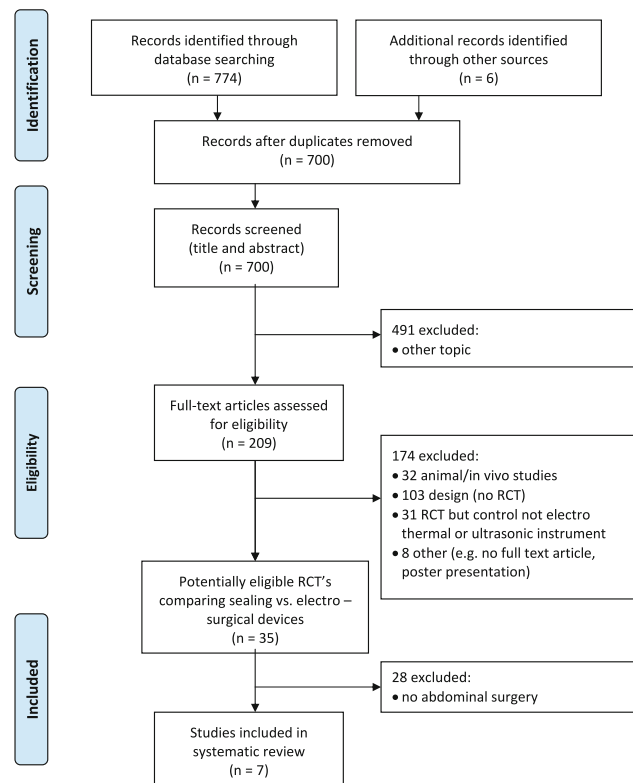 Identification
Records identified through
database searching
(n = 774)
Additional records identified
through other sources
(n = 6)
Records after duplicates removed
(n = 700)
Screening
Records screened
(title and abstract)
(n = 700)
491 excluded:
• other topic
Eligibility
Full-text articles assessed
for eligibility
(n = 209)
174 excluded:
• 32 animal/in vivo studies
• 103 design (no RCT)
• 31 RCT but control not electro
thermal or ultrasonic instrument
• 8 other (e.g. no full text article,
poster presentation)
Potentially eligible RCT’s
comparing sealing vs. electro –
surgical devices
(n = 35)
Included
28 excluded:
• no abdominal surgery
Studies included in
systematic review
(n = 7)